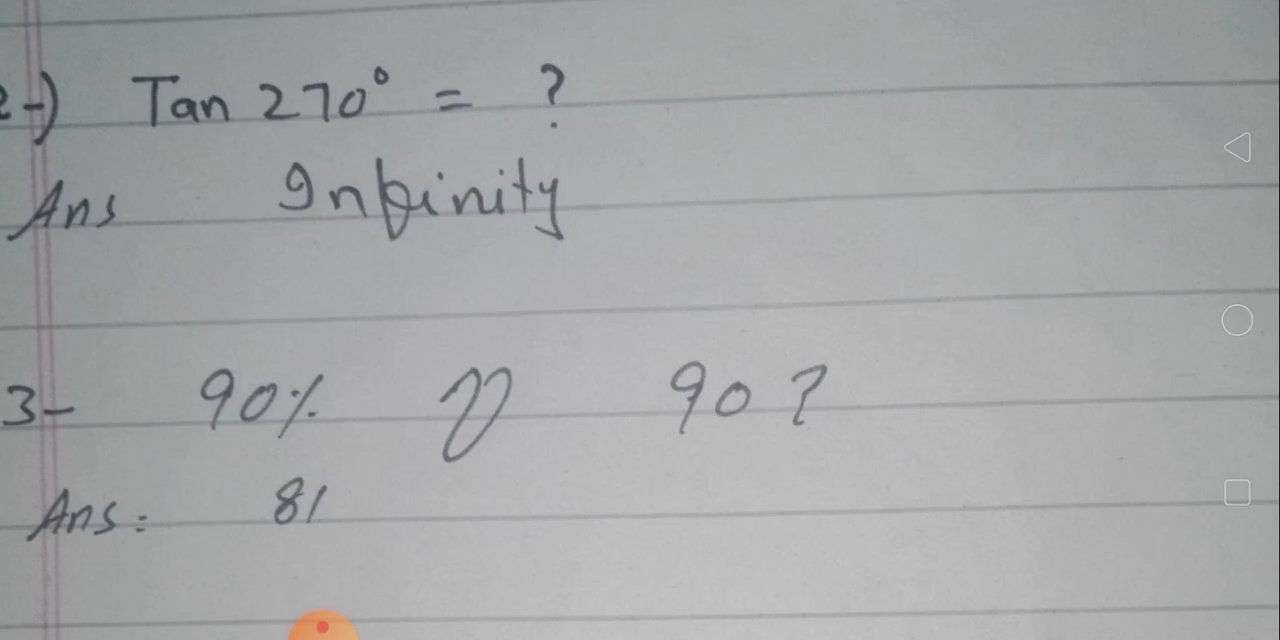 2-) Tan 270° = ?
Ans Infinity
3- 90% of 90 ?
Ans: 81